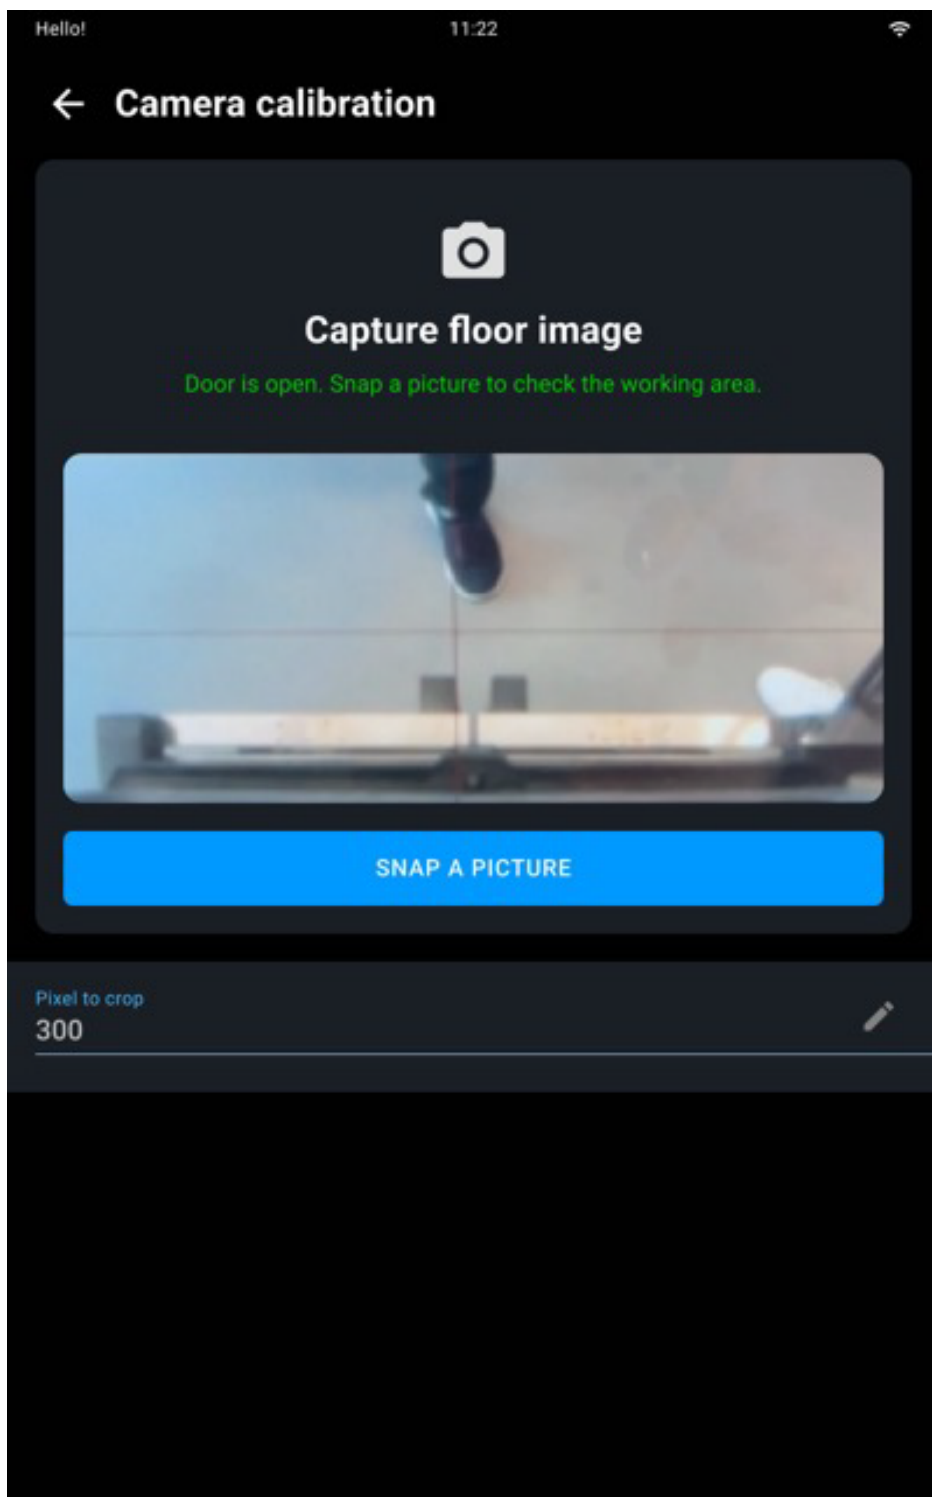 Hello!
11:22
Camera calibration
Capture floor image
Door is open. Snap a picture to check the working area.
SNAP A PICTURE
Pixel to crop
300